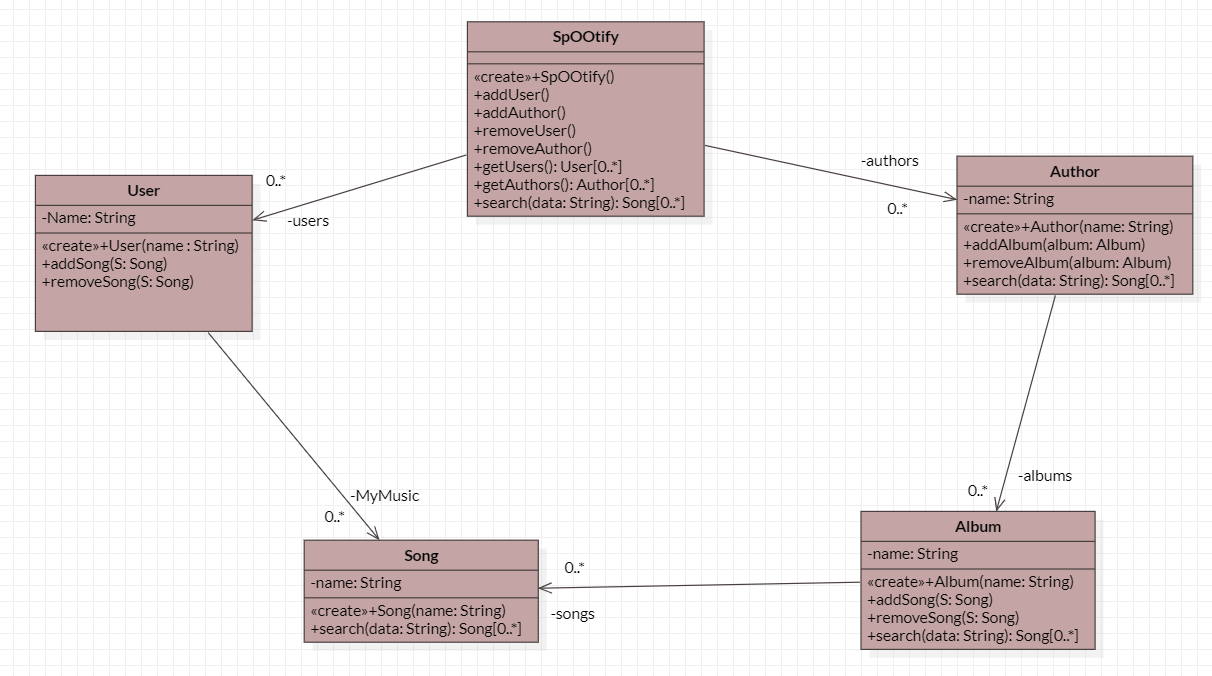 SpOOtify
«create»+SpOOtify()
+addUser()
+addAuthor()
+removeUser()
+removeAuthor()
+getUsers(): User[0..*]
+getAuthors(): Author[0..*]
+search(data: String): Song[0..*]
0..*
-users
-authors
0..*
User
-Name: String
«create»+User(name : String)
+addSong(S: Song)
+removeSong(S: Song)
Author
-name: String
«create»+Author(name: String)
+addAlbum(album: Album)
+removeAlbum(album: Album)
+search(data: String): Song[0..*]
-MyMusic
0..*
-albums
0..*
Song
-name: String
«create»+Song(name: String)
+search(data: String): Song[0..*]
0..*
-songs
Album
-name: String
«create»+Album(name: String)
+addSong(S: Song)
+removeSong(S: Song)
+search(data: String): Song[0..*]